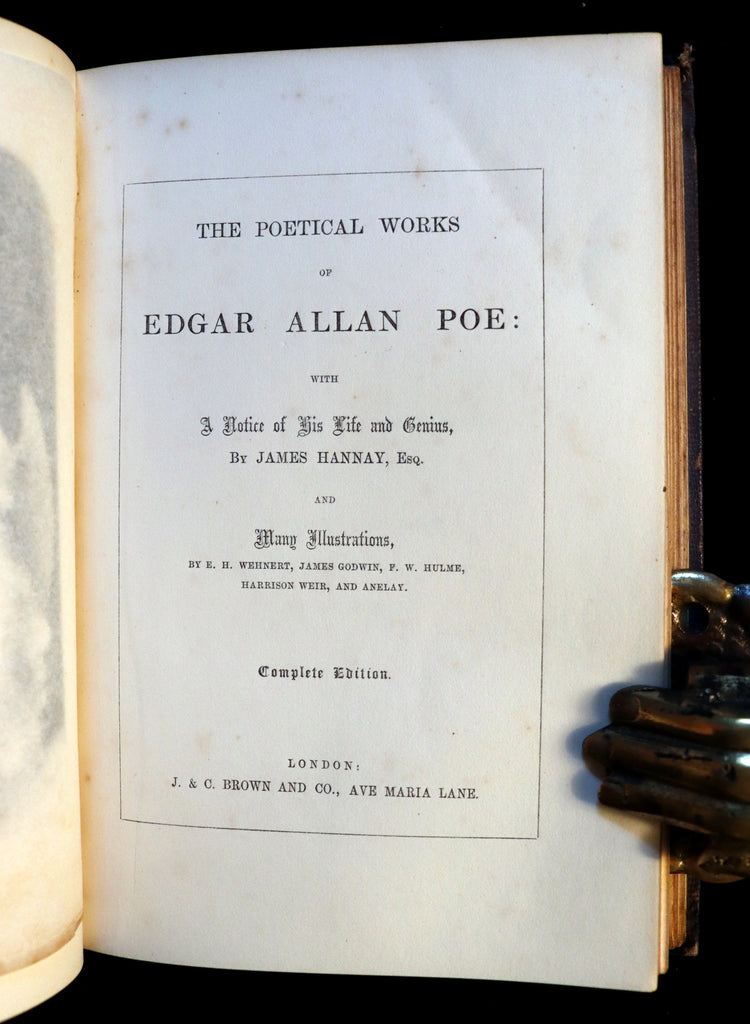 THE POETICAL WORKS
OF
EDGAR ALLAN POE:
WITH
A Notice of His Life and Genius,
By JAMES HANNAY, Esq.
AND
Many Illustrations,
BY E. H. WEHNERT, JAMES GODWIN, F. W. HULME,
HARRISON WEIR, AND ANELAY.
Complete Edition.
LONDON:
J. & C. BROWN AND CO., AVE MARIA LANE.